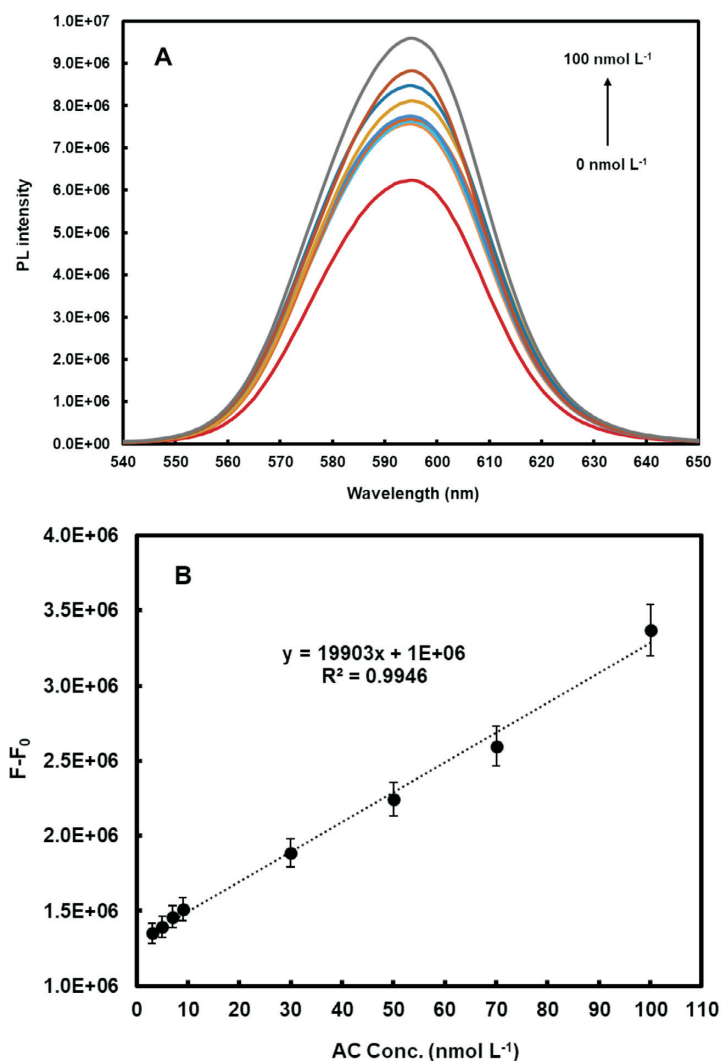 A
1.0E+07
9.0E+06
8.0E+06
7.0E+06
6.0E+06
5.0E+06
4.0E+06
3.0E+06
2.0E+06
1.0E+06
0.0E+00
PL intensity
100 nmol L⁻¹
0 nmol L⁻¹
540 550 560 570 580 590 600 610 620 630 640 650
Wavelength (nm)
B
4.0E+06
3.5E+06
3.0E+06
2.5E+06
2.0E+06
1.5E+06
1.0E+06
F-F₀
y = 19903x + 1E+06
R² = 0.9946
0 10 20 30 40 50 60 70 80 90 100 110
AC Conc. (nmol L⁻¹)